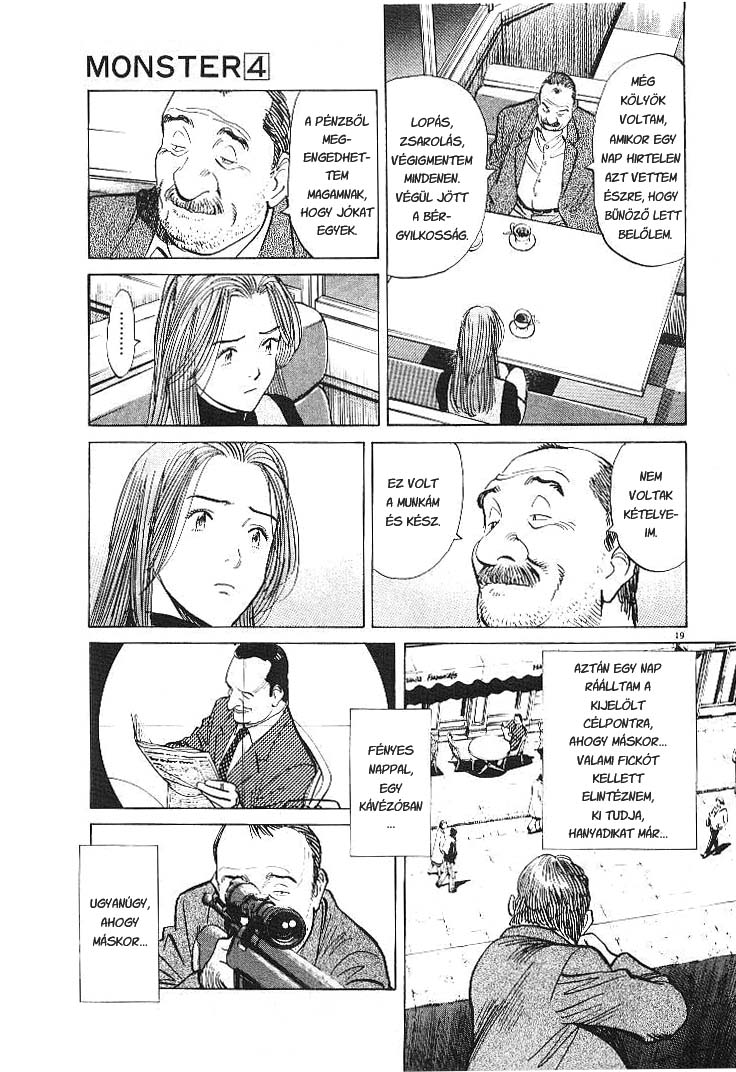 MONSTER 4
MÉG
KÖLYÖK
VOLTAM,
AMIKOR EGY
NAP HIRTELEN
AZT VETTEM
ÉSZRE, HOGY
BŰNÖZŐ LETT
BELŐLEM.
LOPÁS,
ZSAROLÁS,
VÉGIGMENTEM
MINDENEN.
VÉGÜL JÖTT
A BÉR-
GYILKOSSÁG.
A PÉNZBŐL
MEG-
ENGEDHET-
TEM
MAGAMNAK,
HOGY JÓKAT
EGYEK.
........
NEM
VOLTAK
KÉTELYE-
IM.
EZ VOLT
A MUNKÁM
ÉS KÉSZ.
19
AZTÁN EGY NAP
RÁÁLLTAM A
KIJELÖLT
CÉLPONTRA,
AHOGY MÁSKOR...
VALAMI FICKÓT
KELLETT
ELINTÉZNEM,
KI TUDJA,
HANYADIKAT MÁR...
FÉNYES
NAPPAL,
EGY
KÁVÉZÓBAN
...
UGYANÚGY,
AHOGY
MÁSKOR...